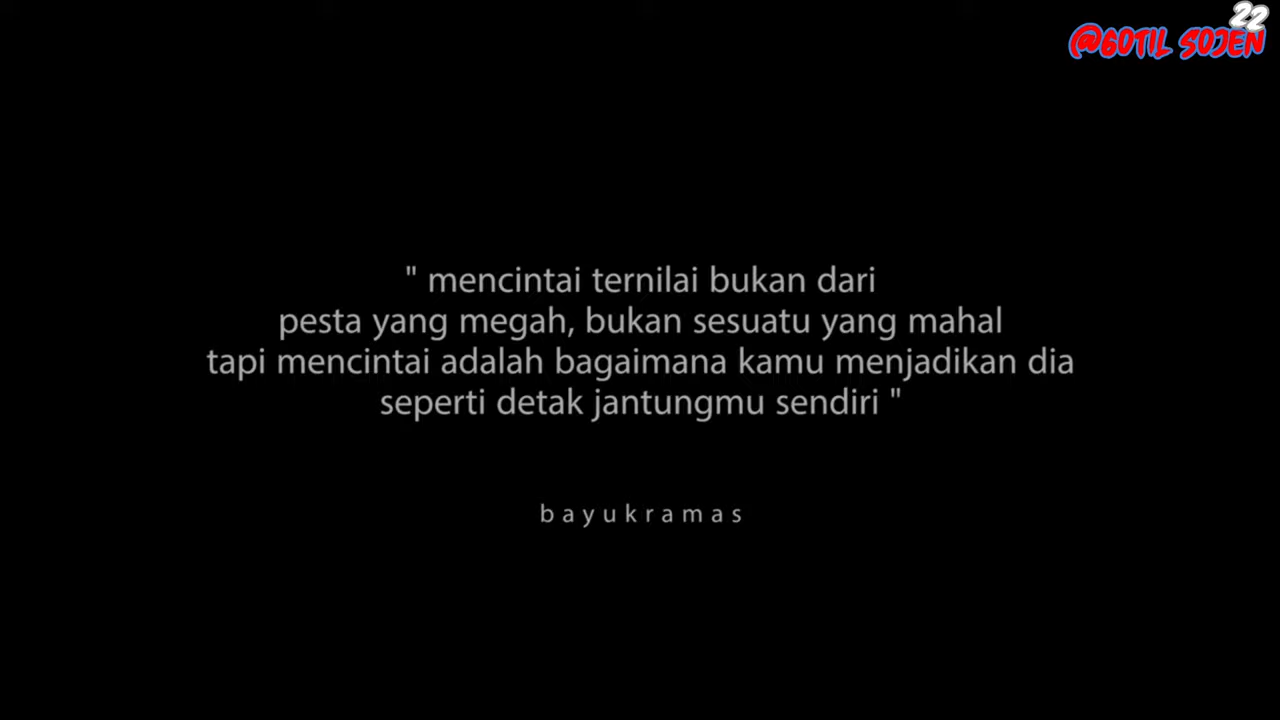 22
@GOTIL SOJEN
" mencintai ternilai bukan dari
pesta yang megah, bukan sesuatu yang mahal
tapi mencintai adalah bagaimana kamu menjadikan dia
seperti detak jantungmu sendiri "
bayukramas